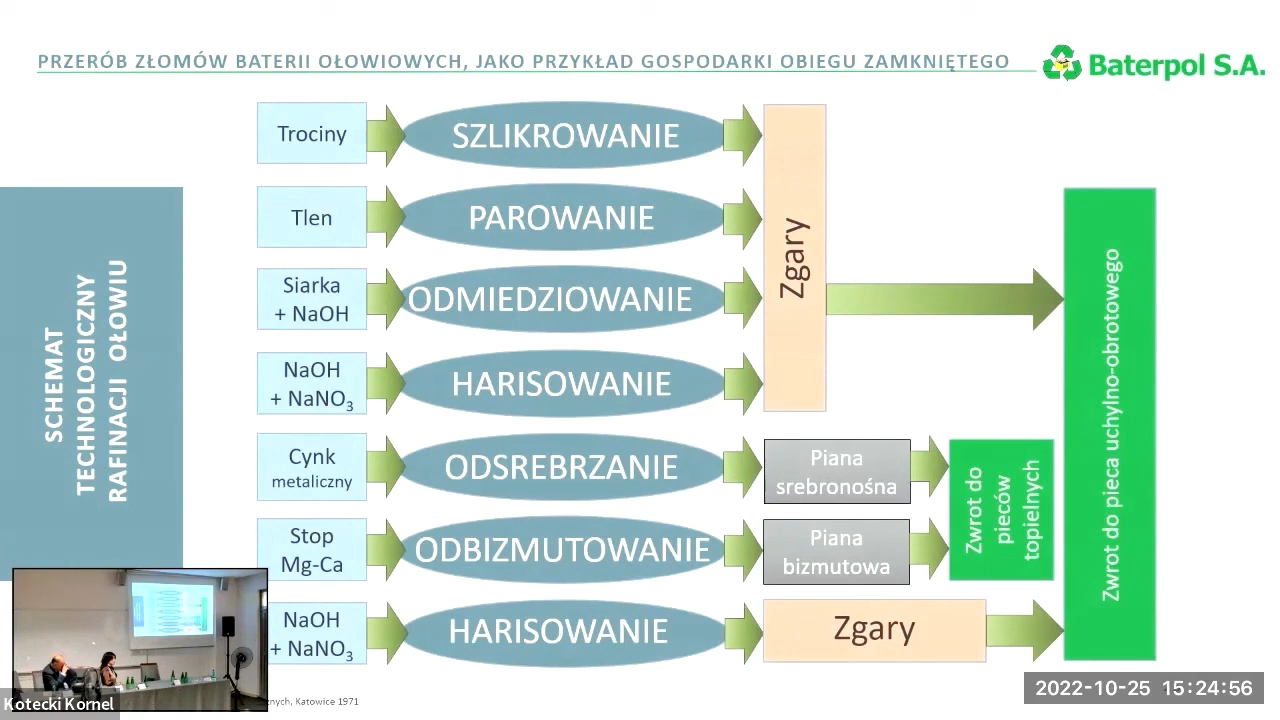 PRZERÓB ZŁOMÓW BATERII OŁOWIOWYCH, JAKO PRZYKŁAD GOSPODARKI OBIEGU ZAMKNIĘTEGO
Baterpol S.A.
SCHEMAT
TECHNOLOGICZNY
RAFINACJI OŁOWIU
Trociny
SZLIKROWANIE
Tlen
PAROWANIE
Siarka
+ NaOH
ODMIEDZIOWANIE
NaOH
+ NaNO3
HARISOWANIE
Zgary
Cynk
metaliczny
ODSREBRZANIE
Piana
srebronośna
Stop
Mg-Ca
ODBIZMUTOWANIE
Piana
bizmutowa
Zwrot do
pieców
topielnych
NaOH
+ NaNO3
HARISOWANIE
Zgary
Zwrot do pieca uchylno-obrotowego
Kotecki Kornel
znych, Katowice 1971
2022-10-25 15:24:56